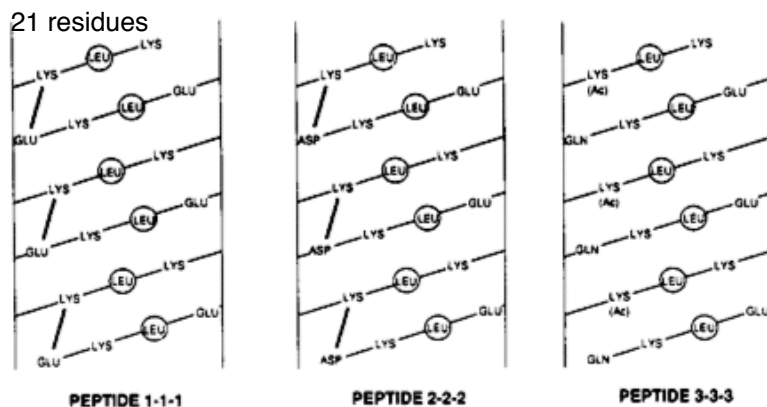 21 residues
LYS LEU LYS
GLU LYS LEU GLU
LYS LEU LYS
GLU LYS LEU GLU
LYS LEU LYS
GLU LYS LEU GLU
PEPTIDE 1-1-1
LYS LEU LYS
ASP LYS LEU GLU
LYS LEU LYS
ASP LYS LEU GLU
LYS LEU LYS
ASP LYS LEU GLU
PEPTIDE 2-2-2
LYS LEU LYS
(Ac)
GLN LYS LEU GLU
LYS LEU LYS
(Ac)
GLN LYS LEU GLU
LYS LEU LYS
(Ac)
GLN LYS LEU GLU
PEPTIDE 3-3-3